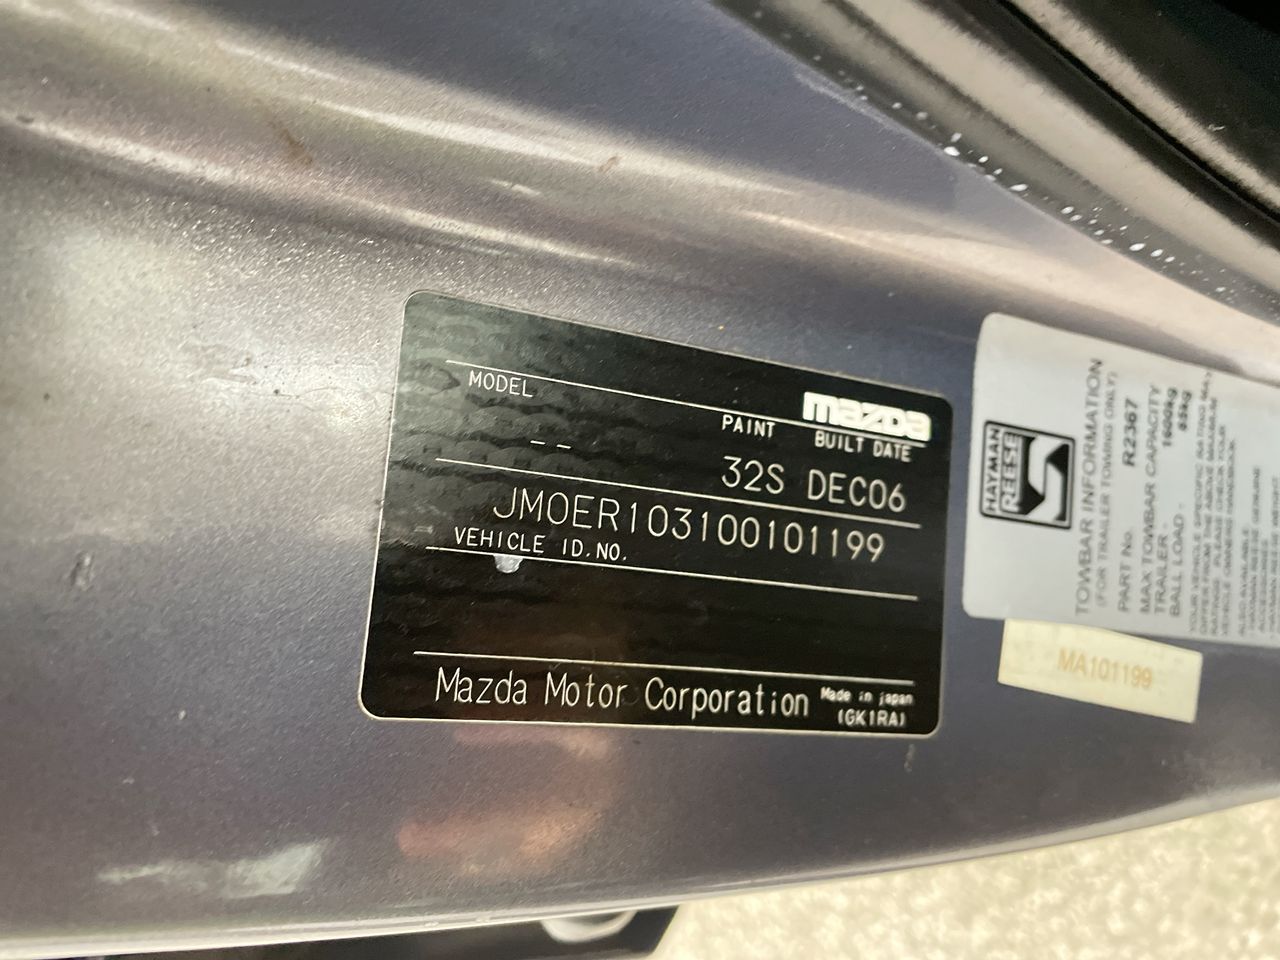 mazda
MODEL PAINT BUILT DATE
-- 32S DEC06
JM0ER103100101199
VEHICLE ID.NO.
Mazda Motor Corporation
Made in japan
(GK1RA)
HAYMAN
REESE
TOWBAR INFORMATION
(FOR TRAILER TOWING ONLY)
PART No. R2367
MAX TOWBAR CAPACITY
TRAILER - 1600kg
BALL LOAD -
MA101199